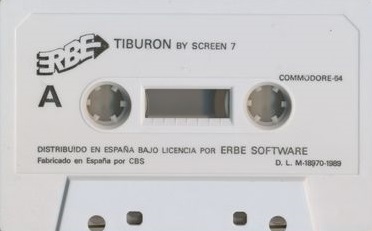 ERBE
TIBURON BY SCREEN 7
COMMODORE-64
A
DISTRIBUIDO EN ESPAÑA BAJO LICENCIA POR ERBE SOFTWARE
Fabricado en España por CBS
D. L. M-18970-1989